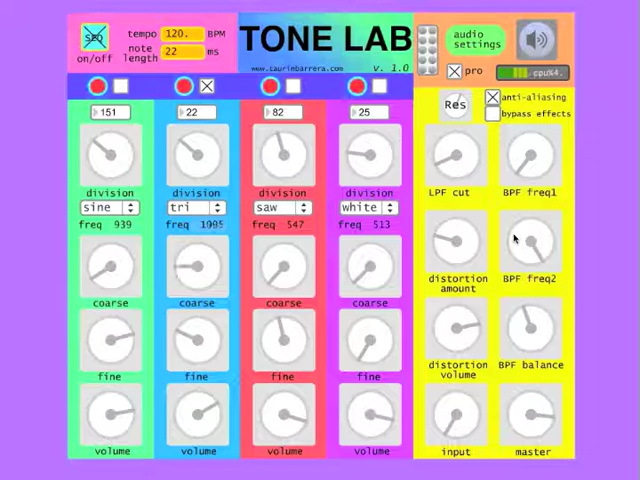 SEQ
on/off
tempo 120. BPM
note length 22 ms
TONE LAB
www.taurinbarrera.com v. 1.0
audio settings
pro
cpu%4.
151 22 82 25
Res
anti-aliasing
bypass effects
division division division division
LPF cut BPF freq1
sine tri saw white
freq 939 freq 1995 freq 547 freq 513
distortion amount
BPF freq2
coarse coarse coarse coarse
distortion volume
BPF balance
fine fine fine fine
volume volume volume volume
input master